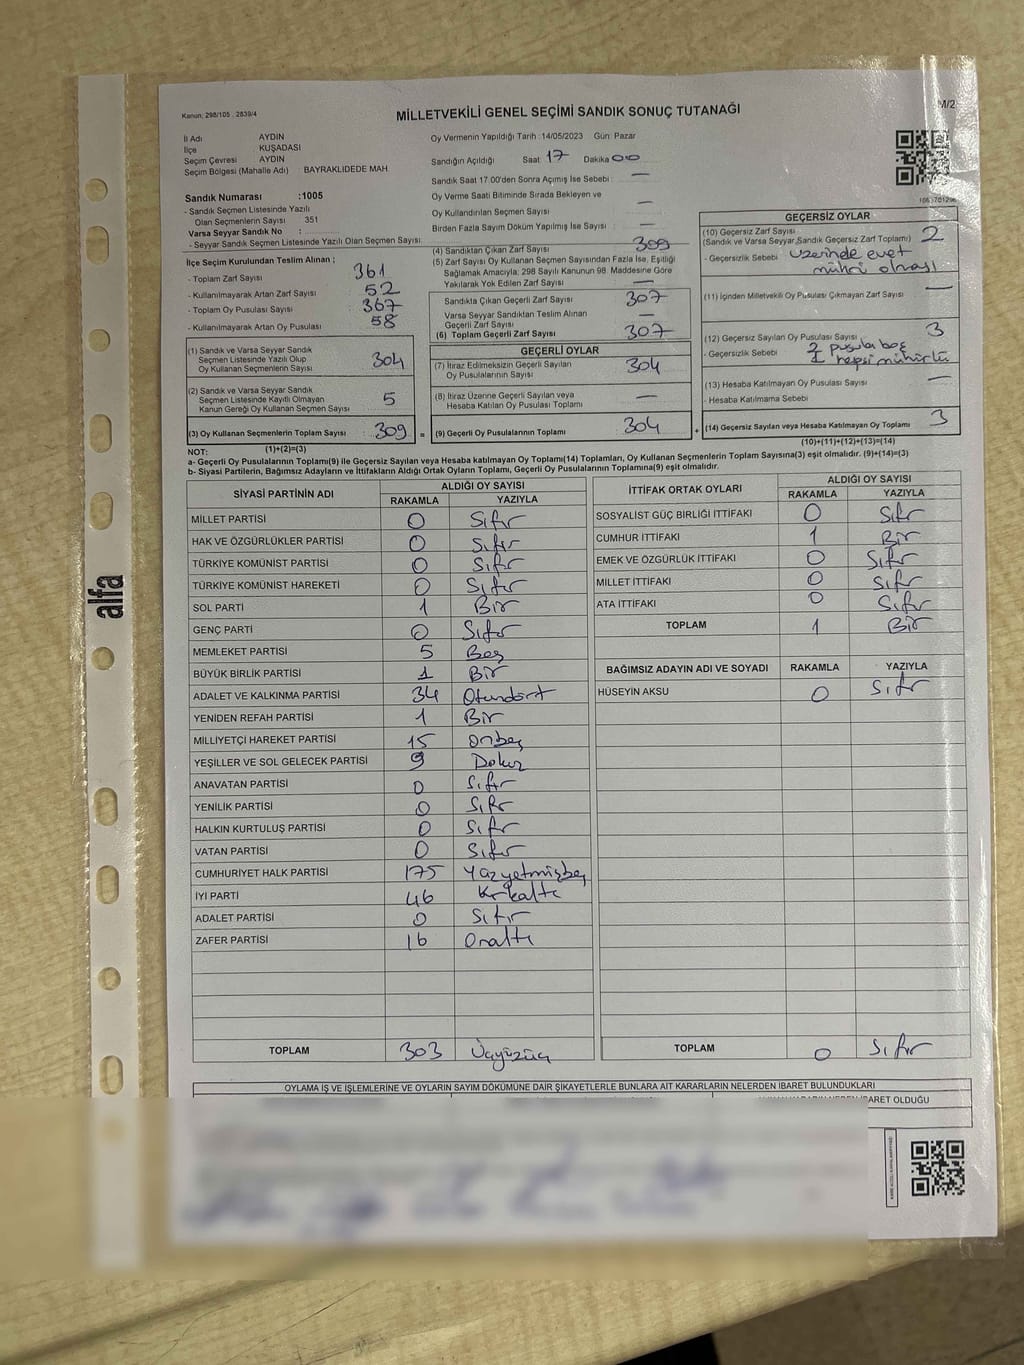 Kanun; 298/105 , 2839/4
MİLLETVEKİLİ GENEL SEÇİMİ SANDIK SONUÇ TUTANAĞI
M/2
İl Adı AYDIN
İlçe KUŞADASI
Seçim Çevresi AYDIN
Seçim Bölgesi (Mahalle Adı) : BAYRAKLIDEDE MAH.
Sandık Numarası :1005
- Sandık Seçmen Listesinde Yazılı
Olan Seçmenlerin Sayısı 351
Varsa Seyyar Sandık No :
- Seyyar Sandık Seçmen Listesinde Yazılı Olan Seçmen Sayısı:
Oy Vermenin Yapıldığı Tarih :14/05/2023 Gün: Pazar
Sandığın Açıldığı Saat 17 Dakika 00
Sandık Saat 17.00'den Sonra Açımış İse Sebebi : —
Oy Verme Saati Bitiminde Sırada Bekleyen ve
Oy Kullandırılan Seçmen Sayısı —
Birden Fazla Sayım Döküm Yapılmış İse Sayısı : —
İlçe Seçim Kurulundan Teslim Alınan ;
- Toplam Zarf Sayısı 361
- Kullanılmayarak Artan Zarf Sayısı 52
- Toplam Oy Pusulası 367
- Kullanılmayarak Artan Oy Pusulası 58
(1) Sandık ve Varsa Seyyar Sandık
Seçmen Listesinde Yazılı Olup
Oy Kullanan Seçmenlerin Sayısı 304
(2) Sandık ve Varsa Seyyar Sandık
Seçmen Listesinde Kayıtlı Olmayan
Kanun Gereği Oy Kullanan Seçmen Sayısı 5
(3) Oy Kullanan Seçmenlerin Toplam Sayısı 309 =
(4) Sandıktan Çıkan Zarf Sayısı 309
(5) Zarf Sayısı Oy Kullanan Seçmen Sayısından Fazla İse, Eşitliği
Sağlamak Amacıyla; 298 Sayılı Kanunun 98. Maddesine Göre
Yakılarak Yok Edilen Zarf Sayısı —
Sandıkta Çıkan Geçerli Zarf Sayısı 307
Varsa Seyyar Sandıktan Teslim Alınan
Geçerli Zarf Sayısı —
(6) Toplam Geçerli Zarf Sayısı 307
GEÇERLİ OYLAR
(7) İtiraz Edilmeksizin Geçerli Sayılan
Oy Pusulalarının Sayısı 304
(8) İtiraz Üzerine Geçerli Sayılan veya
Hesaba Katılan Oy Pusulası Toplamı —
(9) Geçerli Oy Pusulalarının Toplamı 304 +
GEÇERSİZ OYLAR
(10) Geçersiz Zarf Sayısı
(Sandık ve Varsa Seyyar Sandık Geçersiz Zarf Toplamı) 2
- Geçersizlik Sebebi üzerinde evet
mührü olması
(11) İçinden Milletvekili Oy Pusulası Çıkmayan Zarf Sayısı —
(12) Geçersiz Sayılan Oy Pusulası Sayısı 3
- Geçersizlik Sebebi 2 pusula boş
1 hepsi mühürlü
(13) Hesaba Katılmayan Oy Pusulası Sayısı —
- Hesaba Katılmama Sebebi
(14) Geçersiz Sayılan veya Hesaba Katılmayan Oy Toplamı 3
NOT: (1)+(2)=(3) (10)+(11)+(12)+(13)=(14)
a- Geçerli Oy Pusulalarının Toplamı(9) ile Geçersiz Sayılan veya Hesaba katılmayan Oy Toplamı(14) Toplamları, Oy Kullanan Seçmenlerin Toplam Sayısına(3) eşit olmalıdır. (9)+(14)=(3)
b- Siyasi Partilerin, Bağımsız Adayların ve İttifakların Aldığı Ortak Oyların Toplamı, Geçerli Oy Pusulalarının Toplamına(9) eşit olmalıdır.
SİYASİ PARTİNİN ADI ALDIĞI OY SAYISI
RAKAMLA YAZIYLA
MİLLET PARTİSİ 0 Sıfır
HAK VE ÖZGÜRLÜKLER PARTİSİ 0 Sıfır
TÜRKİYE KOMÜNİST PARTİSİ 0 Sıfır
TÜRKİYE KOMÜNİST HAREKETİ 0 Sıfır
SOL PARTİ 1 Bir
GENÇ PARTİ 0 Sıfır
MEMLEKET PARTİSİ 5 Beş
BÜYÜK BİRLİK PARTİSİ 1 Bir
ADALET VE KALKINMA PARTİSİ 34 Otuzdört
YENİDEN REFAH PARTİSİ 1 Bir
MİLLİYETÇİ HAREKET PARTİSİ 15 Onbeş
YEŞİLLER VE SOL GELECEK PARTİSİ 9 Dokuz
ANAVATAN PARTİSİ 0 Sıfır
YENİLİK PARTİSİ 0 Sıfır
HALKIN KURTULUŞ PARTİSİ 0 Sıfır
VATAN PARTİSİ 0 Sıfır
CUMHURİYET HALK PARTİSİ 175 Yüzyetmişbeş
İYİ PARTİ 46 Kırkaltı
ADALET PARTİSİ 0 Sıfır
ZAFER PARTİSİ 16 Onaltı
TOPLAM 303 Üçyüzüç
İTTİFAK ORTAK OYLARI ALDIĞI OY SAYISI
RAKAMLA YAZIYLA
SOSYALİST GÜÇ BİRLİĞİ İTTİFAKI 0 Sıfır
CUMHUR İTTİFAKI 1 Bir
EMEK VE ÖZGÜRLÜK İTTİFAKI 0 Sıfır
MİLLET İTTİFAKI 0 Sıfır
ATA İTTİFAKI 0 Sıfır
TOPLAM 1 Bir
BAĞIMSIZ ADAYIN ADI VE SOYADI RAKAMLA YAZIYLA
HÜSEYİN AKSU 0 Sıfır
TOPLAM 0 Sıfır
OYLAMA İŞ VE İŞLEMLERİNE VE OYLARIN SAYIM DÖKÜMÜNE DAİR ŞİKAYETLERLE BUNLARA AİT KARARLARIN NELERDEN İBARET BULUNDUKLARI
OLDUĞU
alfa